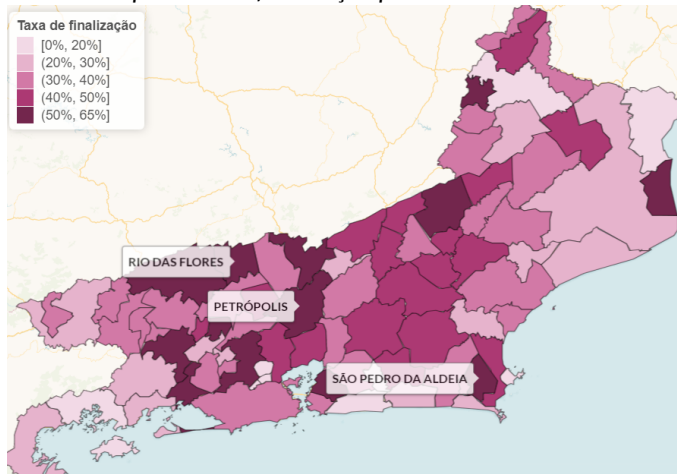 Taxa de finalização
[0%, 20%]
(20%, 30%]
(30%, 40%]
(40%, 50%]
(50%, 65%]
RIO DAS FLORES
PETRÓPOLIS
SÃO PEDRO DA ALDEIA